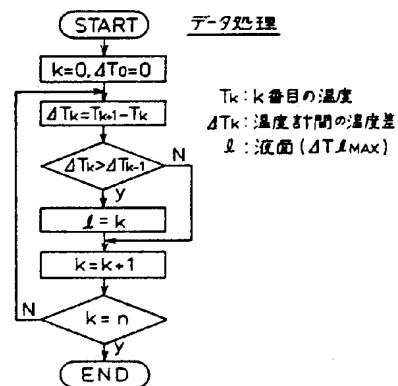 START
データ処理
k=0, ΔT₀=0
ΔTₖ=Tₖ₊₁-Tₖ
Tₖ：k番目の温度
ΔTₖ：温度計間の温度差
ℓ：液面(ΔTℓMAX)
ΔTₖ>ΔTₖ₋₁
N
y
ℓ=k
k=k+1
N
k=n
y
END